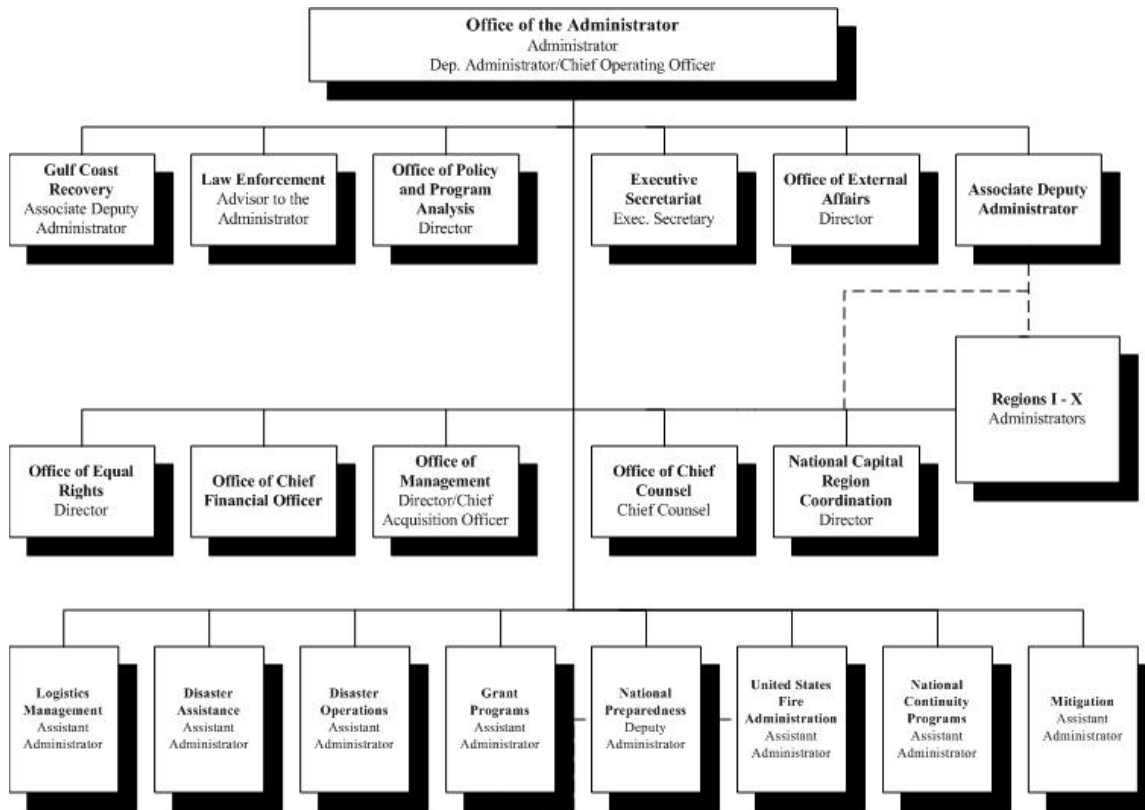 Office of the Administrator
Administrator
Dep. Administrator/Chief Operating Officer
Gulf Coast
Recovery
Associate Deputy
Administrator
Law Enforcement
Advisor to the
Administrator
Office of Policy
and Program
Analysis
Director
Executive
Secretariat
Exec. Secretary
Office of External
Affairs
Director
Associate Deputy
Administrator
Regions I - X
Administrators
Office of Equal
Rights
Director
Office of Chief
Financial Officer
Office of
Management
Director/Chief
Acquisition Officer
Office of Chief
Counsel
Chief Counsel
National Capital
Region
Coordination
Director
Logistics
Management
Assistant
Administrator
Disaster
Assistance
Assistant
Administrator
Disaster
Operations
Assistant
Administrator
Grant
Programs
Assistant
Administrator
National
Preparedness
Deputy
Administrator
United States
Fire
Administration
Assistant
Administrator
National
Continuity
Programs
Assistant
Administrator
Mitigation
Assistant
Administrator